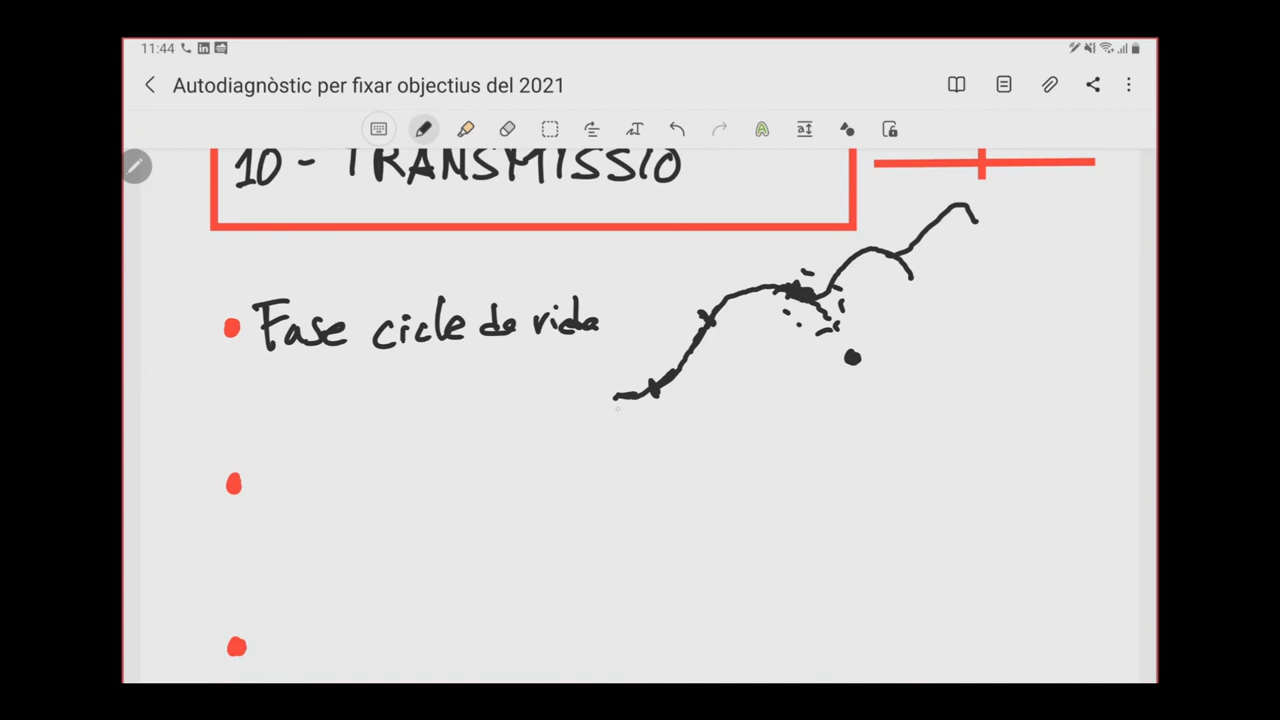 11:44
Autodiagnòstic per fixar objectius del 2021
10 - TRANSMISSIO
Fase cicle de vida